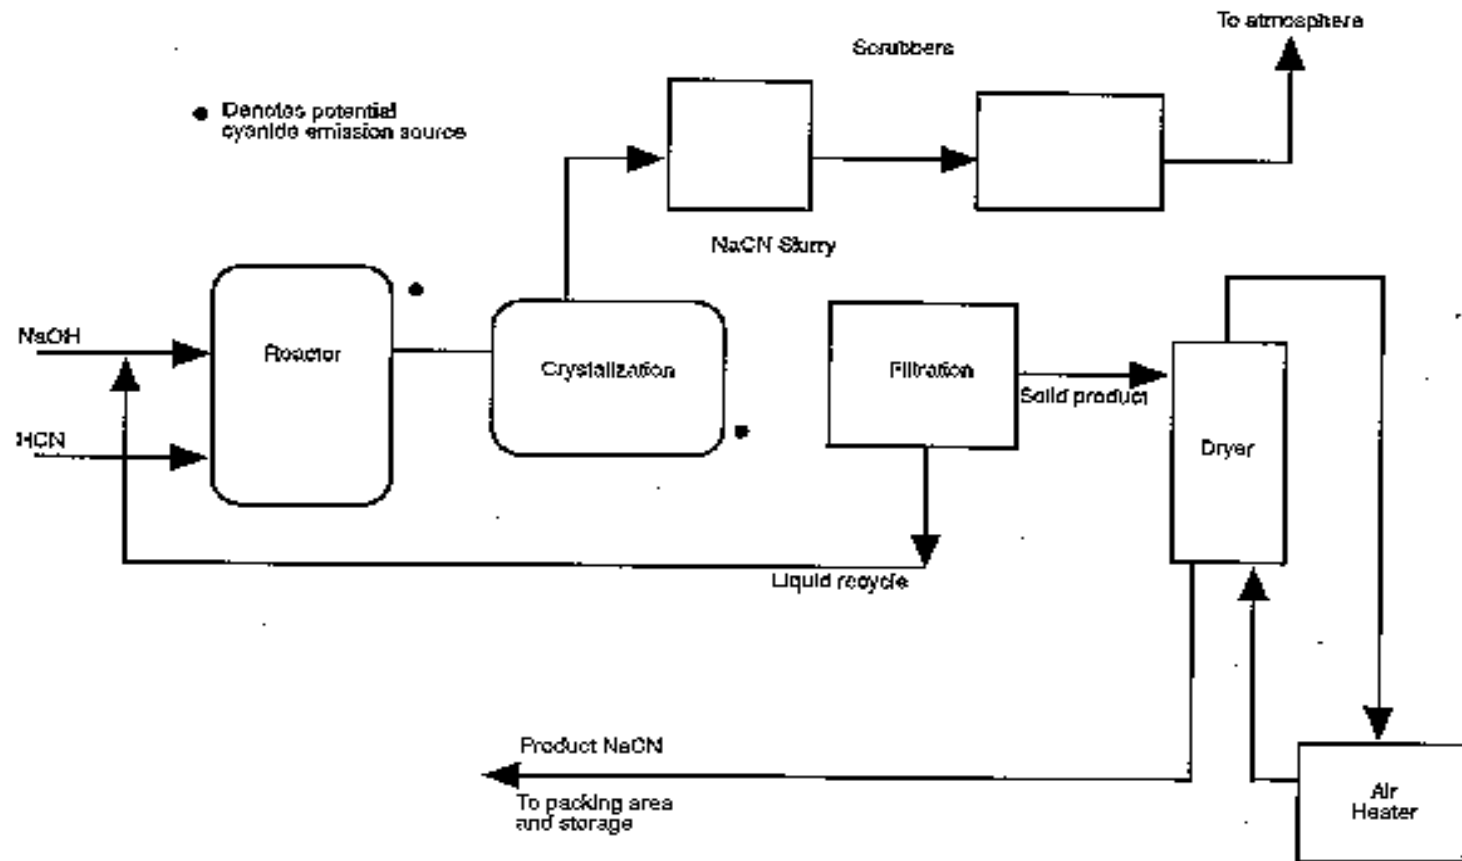 To atmosphere
Scrubbers
● Denotes potential
cyanide emission source
NaCN Slurry
NaOH
Reactor
Crystalization
Filtration
Solid product
HCN
Dryer
Liquid recycle
Product NaCN
To packing area
and storage
Air
Heater